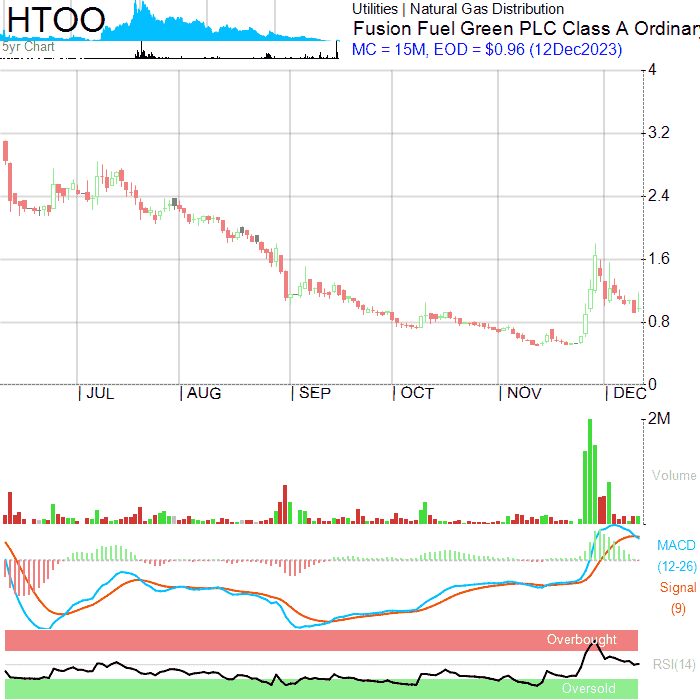 HTOO
5yr Chart
Utilities | Natural Gas Distribution
Fusion Fuel Green PLC Class A Ordinary
MC = 15M, EOD = $0.96 (12Dec2023)
4
3.2
2.4
1.6
0.8
0
JUL AUG SEP OCT NOV DEC
2M
Volume
MACD
(12-26)
Signal
(9)
Overbought
RSI(14)
Oversold